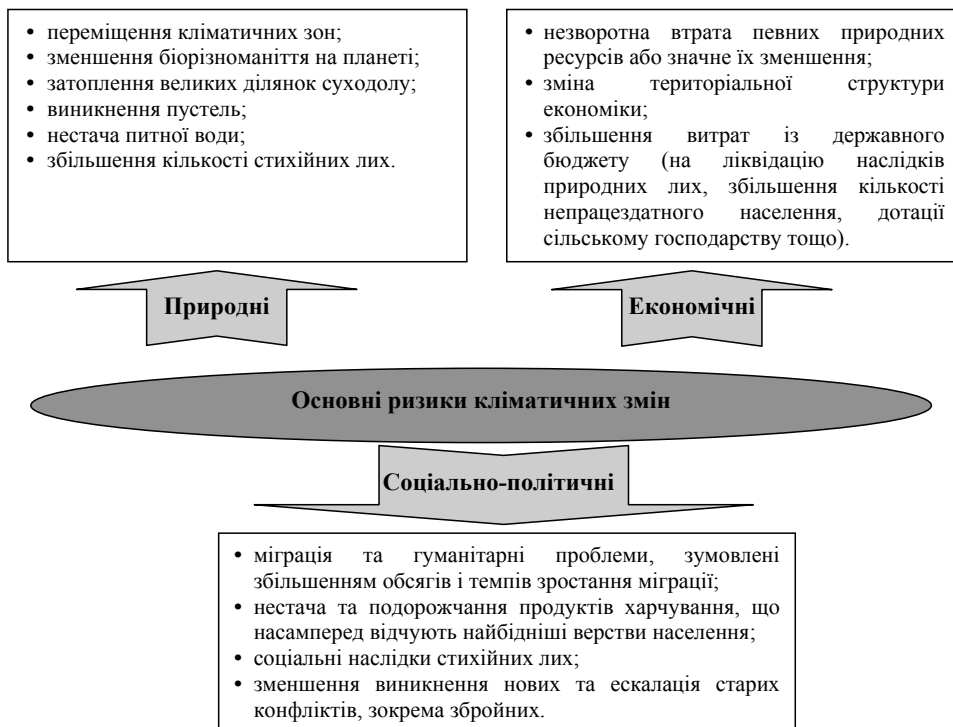 • переміщення кліматичних зон;
• зменшення біорізноманіття на планеті;
• затоплення великих ділянок суходолу;
• виникнення пустель;
• нестача питної води;
• збільшення кількості стихійних лих.
• незворотна втрата певних природних
ресурсів або значне їх зменшення;
• зміна територіальної структури
економіки;
• збільшення витрат із державного
бюджету (на ліквідацію наслідків
природних лих, збільшення кількості
непрацездатного населення, дотації
сільському господарству тощо).
Природні
Економічні
Основні ризики кліматичних змін
Соціально-політичні
• міграція та гуманітарні проблеми, зумовлені
збільшенням обсягів і темпів зростання міграції;
• нестача та подорожчання продуктів харчування, що
насамперед відчують найбідніші верстви населення;
• соціальні наслідки стихійних лих;
• зменшення виникнення нових та ескалація старих
конфліктів, зокрема збройних.